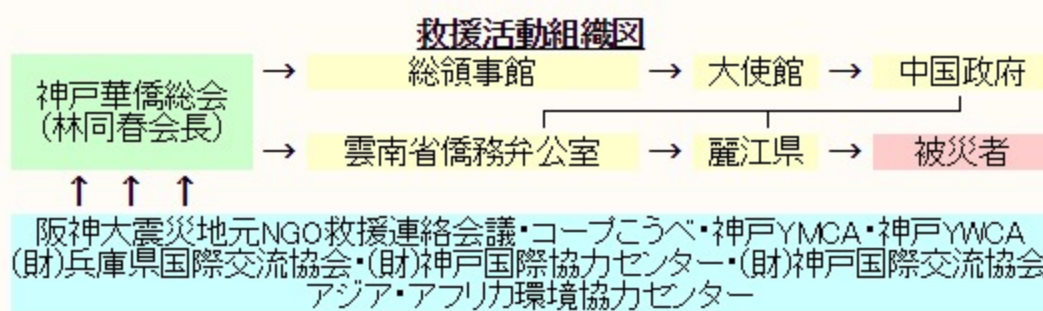 救援活動組織図
神戸華僑総会
(林同春会長)
→ 総領事館 → 大使館 → 中国政府
→ 雲南省僑務弁公室 → 麗江県 → 被災者
↑ ↑ ↑
阪神大震災地元NGO救援連絡会議・コープこうべ・神戸YMCA・神戸YWCA
(財)兵庫県国際交流協会・(財)神戸国際協力センター・(財)神戸国際交流協会
アジア・アフリカ環境協力センター